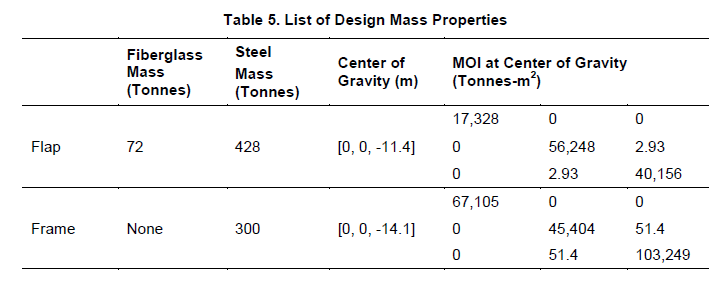 Table 5. List of Design Mass Properties
Fiberglass Mass (Tonnes) Steel Mass (Tonnes) Center of Gravity (m) MOI at Center of Gravity (Tonnes-m²)
17,328 0 0
Flap 72 428 [0, 0, -11.4] 0 56,248 2.93
0 2.93 40,156
67,105 0 0
Frame None 300 [0, 0, -14.1] 0 45,404 51.4
0 51.4 103,249